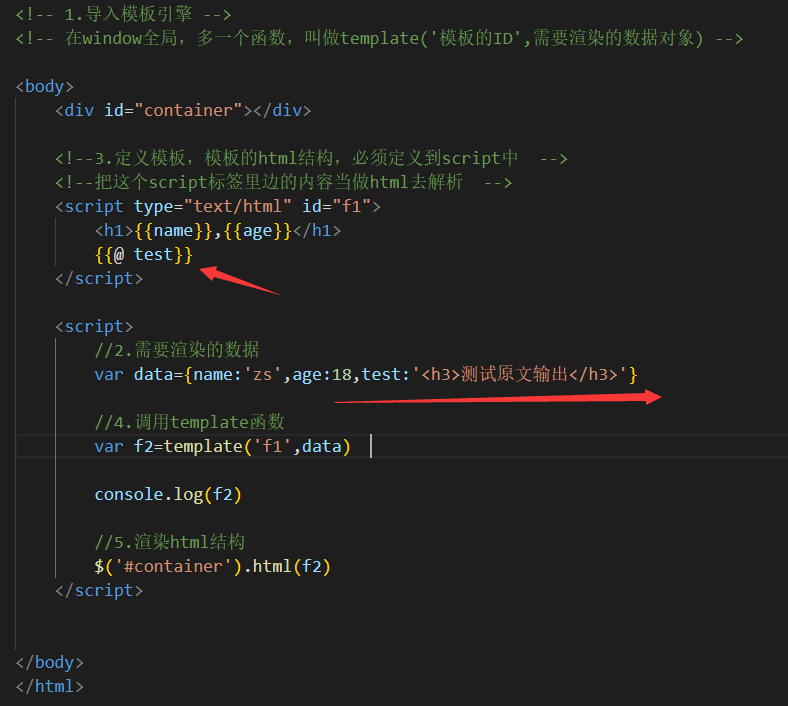 <!-- 1.导入模板引擎 -->
<!-- 在window全局，多一个函数，叫做template('模板的ID',需要渲染的数据对象) -->
<body>
<div id="container"></div>
<!--3.定义模板，模板的html结构，必须定义到script中  -->
<!--把这个script标签里边的内容当做html去解析  -->
<script type="text/html" id="f1">
<h1>{{name}},{{age}}</h1>
{{@ test}}
</script>
<script>
//2.需要渲染的数据
var data={name:'zs',age:18,test:'<h3>测试原文输出</h3>'}
//4.调用template函数
var f2=template('f1',data)
console.log(f2)
//5.渲染html结构
$('#container').html(f2)
</script>
</body>
</html>